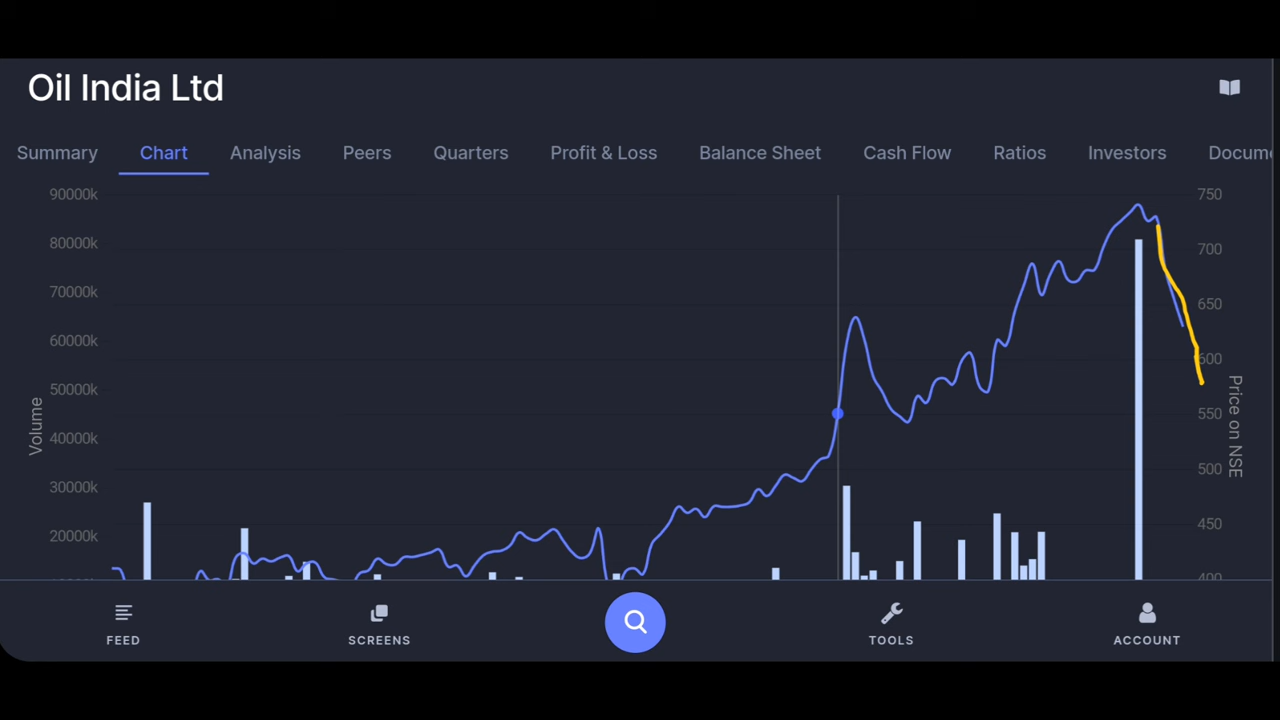 Oil India Ltd
Summary Chart Analysis Peers Quarters Profit & Loss Balance Sheet Cash Flow Ratios Investors Docume
90000k 750
80000k 700
70000k 650
60000k 600
50000k 550
40000k 500
30000k 450
20000k 400
Volume
Price on NSE
FEED SCREENS TOOLS ACCOUNT